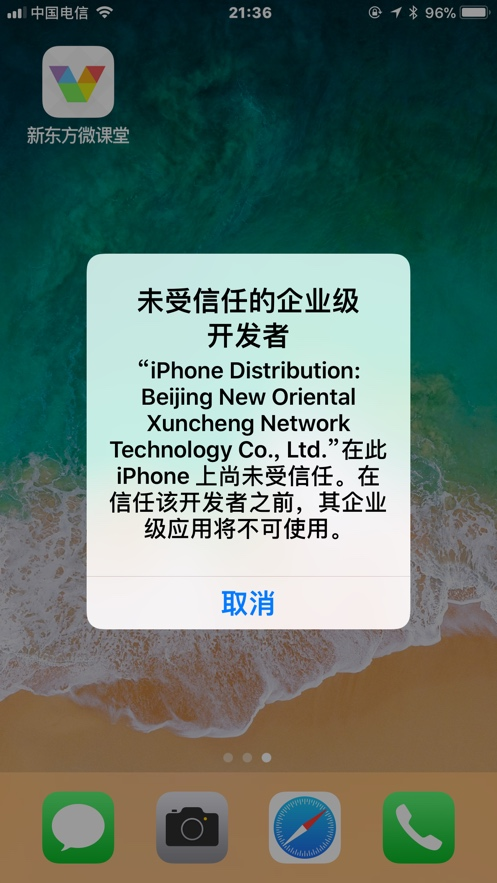 中国电信 21:36 96%
新东方微课堂
未受信任的企业级
开发者
“iPhone Distribution:
Beijing New Oriental
Xuncheng Network
Technology Co., Ltd.”在此
iPhone 上尚未受信任。在
信任该开发者之前，其企业
级应用将不可使用。
取消